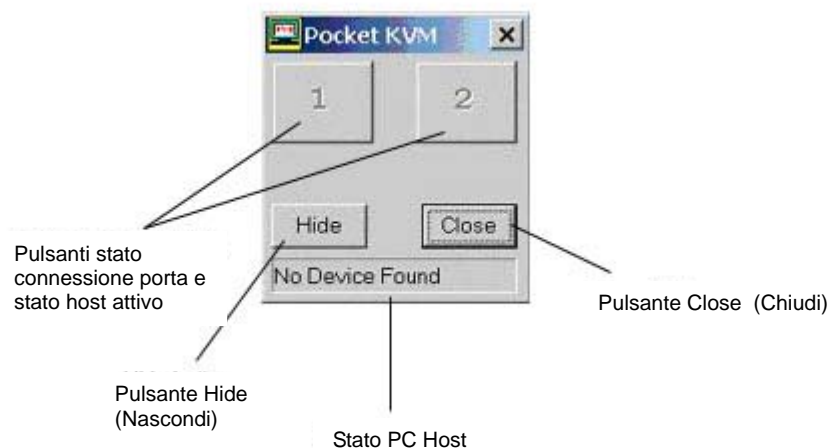 Pocket KVM
1 2
Hide Close
No Device Found
Pulsanti stato
connessione porta e
stato host attivo
Pulsante Close (Chiudi)
Pulsante Hide
(Nascondi)
Stato PC Host